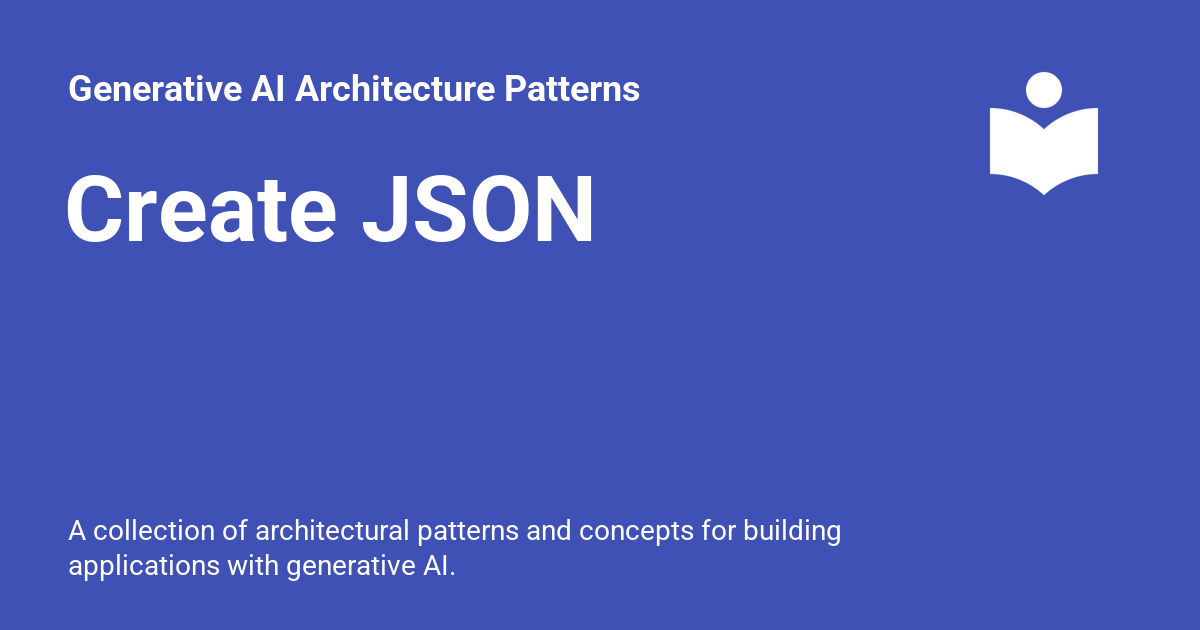 Generative AI Architecture Patterns
Create JSON
A collection of architectural patterns and concepts for building
applications with generative AI.